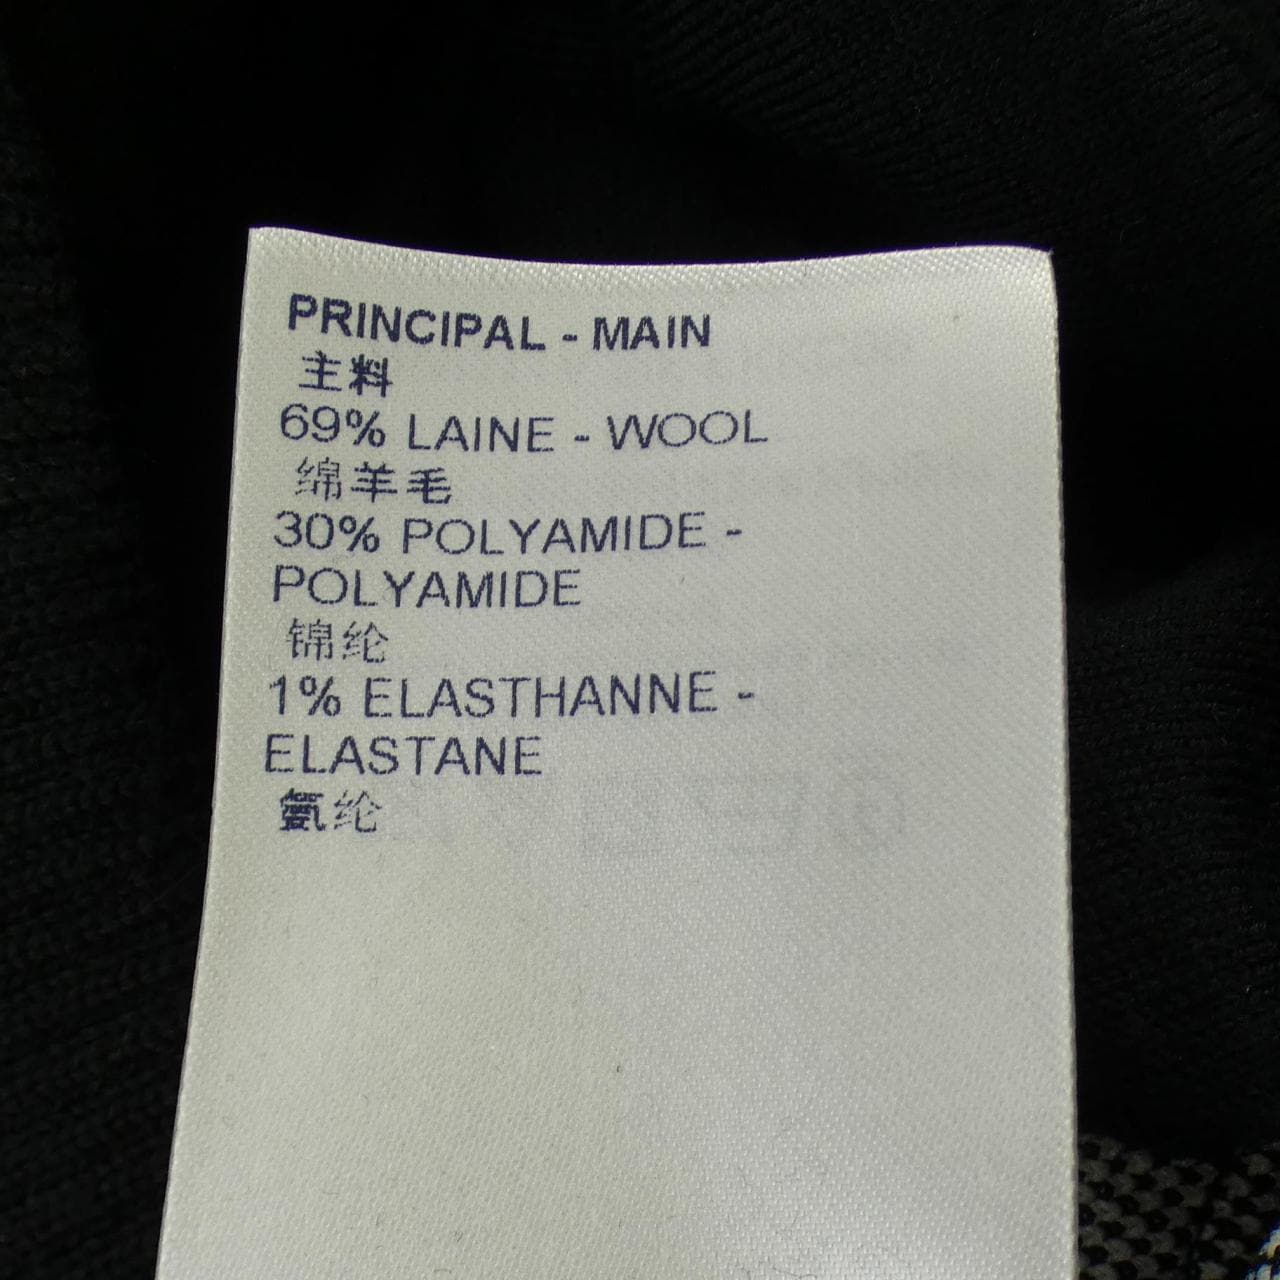 PRINCIPAL - MAIN
主料
69% LAINE - WOOL
绵羊毛
30% POLYAMIDE -
POLYAMIDE
锦纶
1% ELASTHANNE -
ELASTANE
氨纶